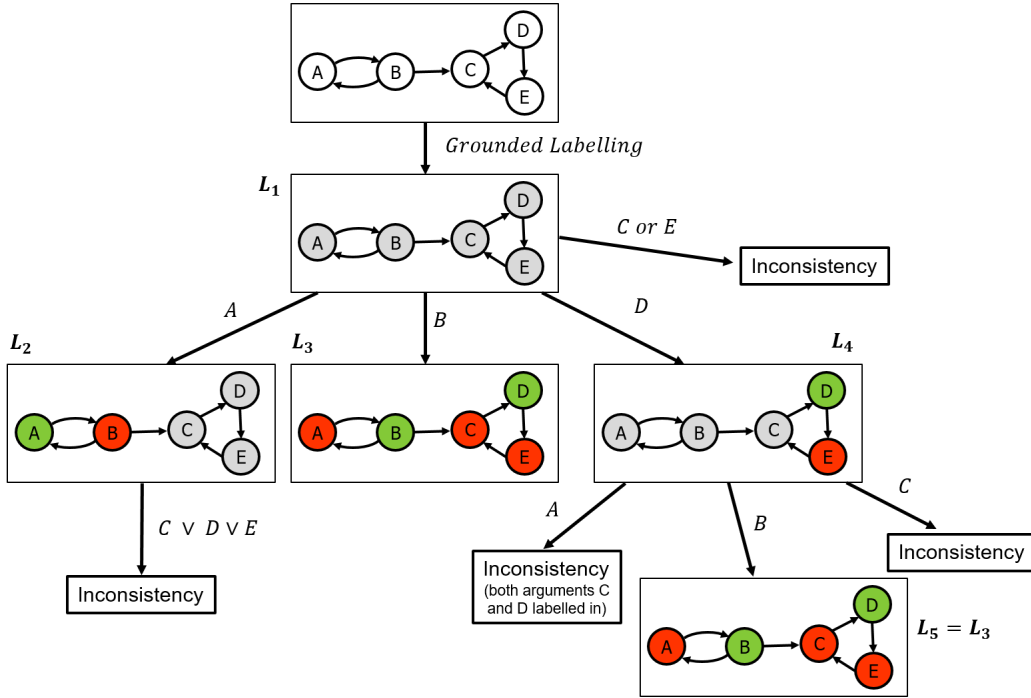 D
A
B
C
E
Grounded Labelling
L1
D
A
B
C
E
C or E
Inconsistency
A
B
D
L2
L3
L4
D
A
B
C
E
D
A
B
C
E
D
A
B
C
E
C ∨ D ∨ E
A
B
C
Inconsistency
Inconsistency
(both arguments C
and D labelled in)
Inconsistency
D
A
B
C
E
L5 = L3